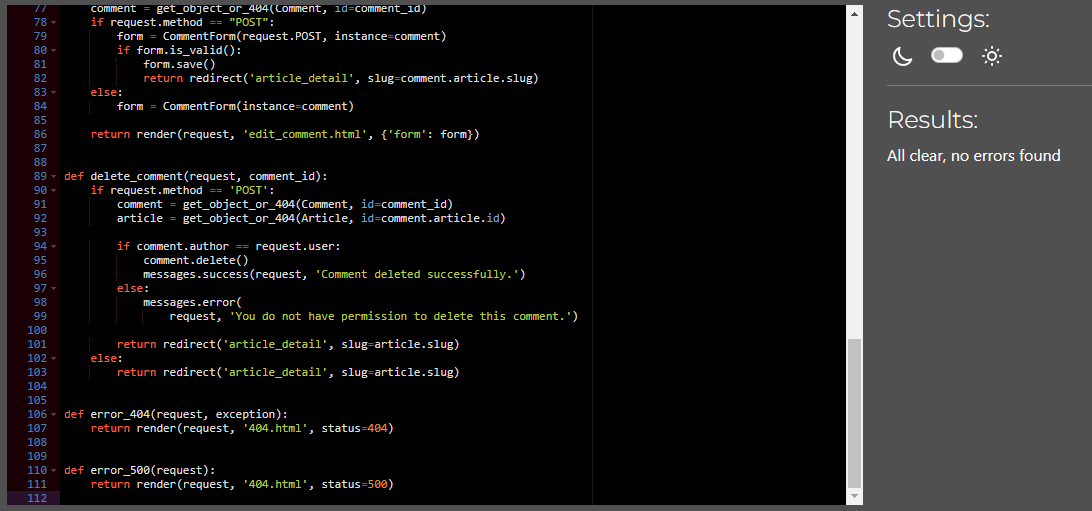 77 comment = get_object_or_404(Comment, id=comment_id)
78 if request.method == "POST":
79 form = CommentForm(request.POST, instance=comment)
80 if form.is_valid():
81 form.save()
82 return redirect('article_detail', slug=comment.article.slug)
83 else:
84 form = CommentForm(instance=comment)
85
86 return render(request, 'edit_comment.html', {'form': form})
87
88
89 def delete_comment(request, comment_id):
90 if request.method == 'POST':
91 comment = get_object_or_404(Comment, id=comment_id)
92 article = get_object_or_404(Article, id=comment.article.id)
93
94 if comment.author == request.user:
95 comment.delete()
96 messages.success(request, 'Comment deleted successfully.')
97 else:
98 messages.error(
99 request, 'You do not have permission to delete this comment.')
100
101 return redirect('article_detail', slug=article.slug)
102 else:
103 return redirect('article_detail', slug=article.slug)
104
105
106 def error_404(request, exception):
107 return render(request, '404.html', status=404)
108
109
110 def error_500(request):
111 return render(request, '404.html', status=500)
112
Settings:
Results:
All clear, no errors found